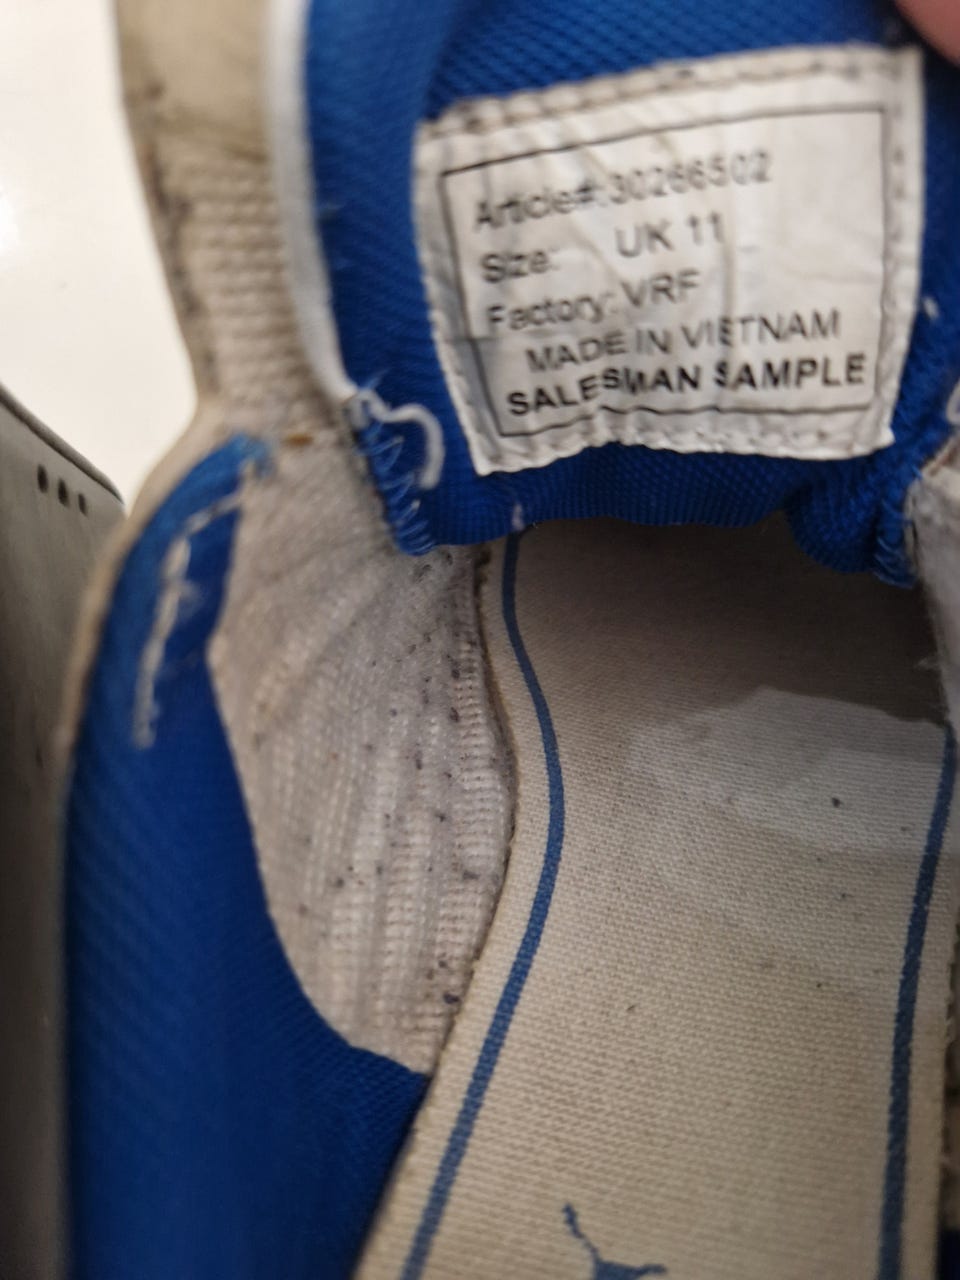 Article#: 30266502
Size: UK 11
Factory: VRF
MADE IN VIETNAM
SALESMAN SAMPLE